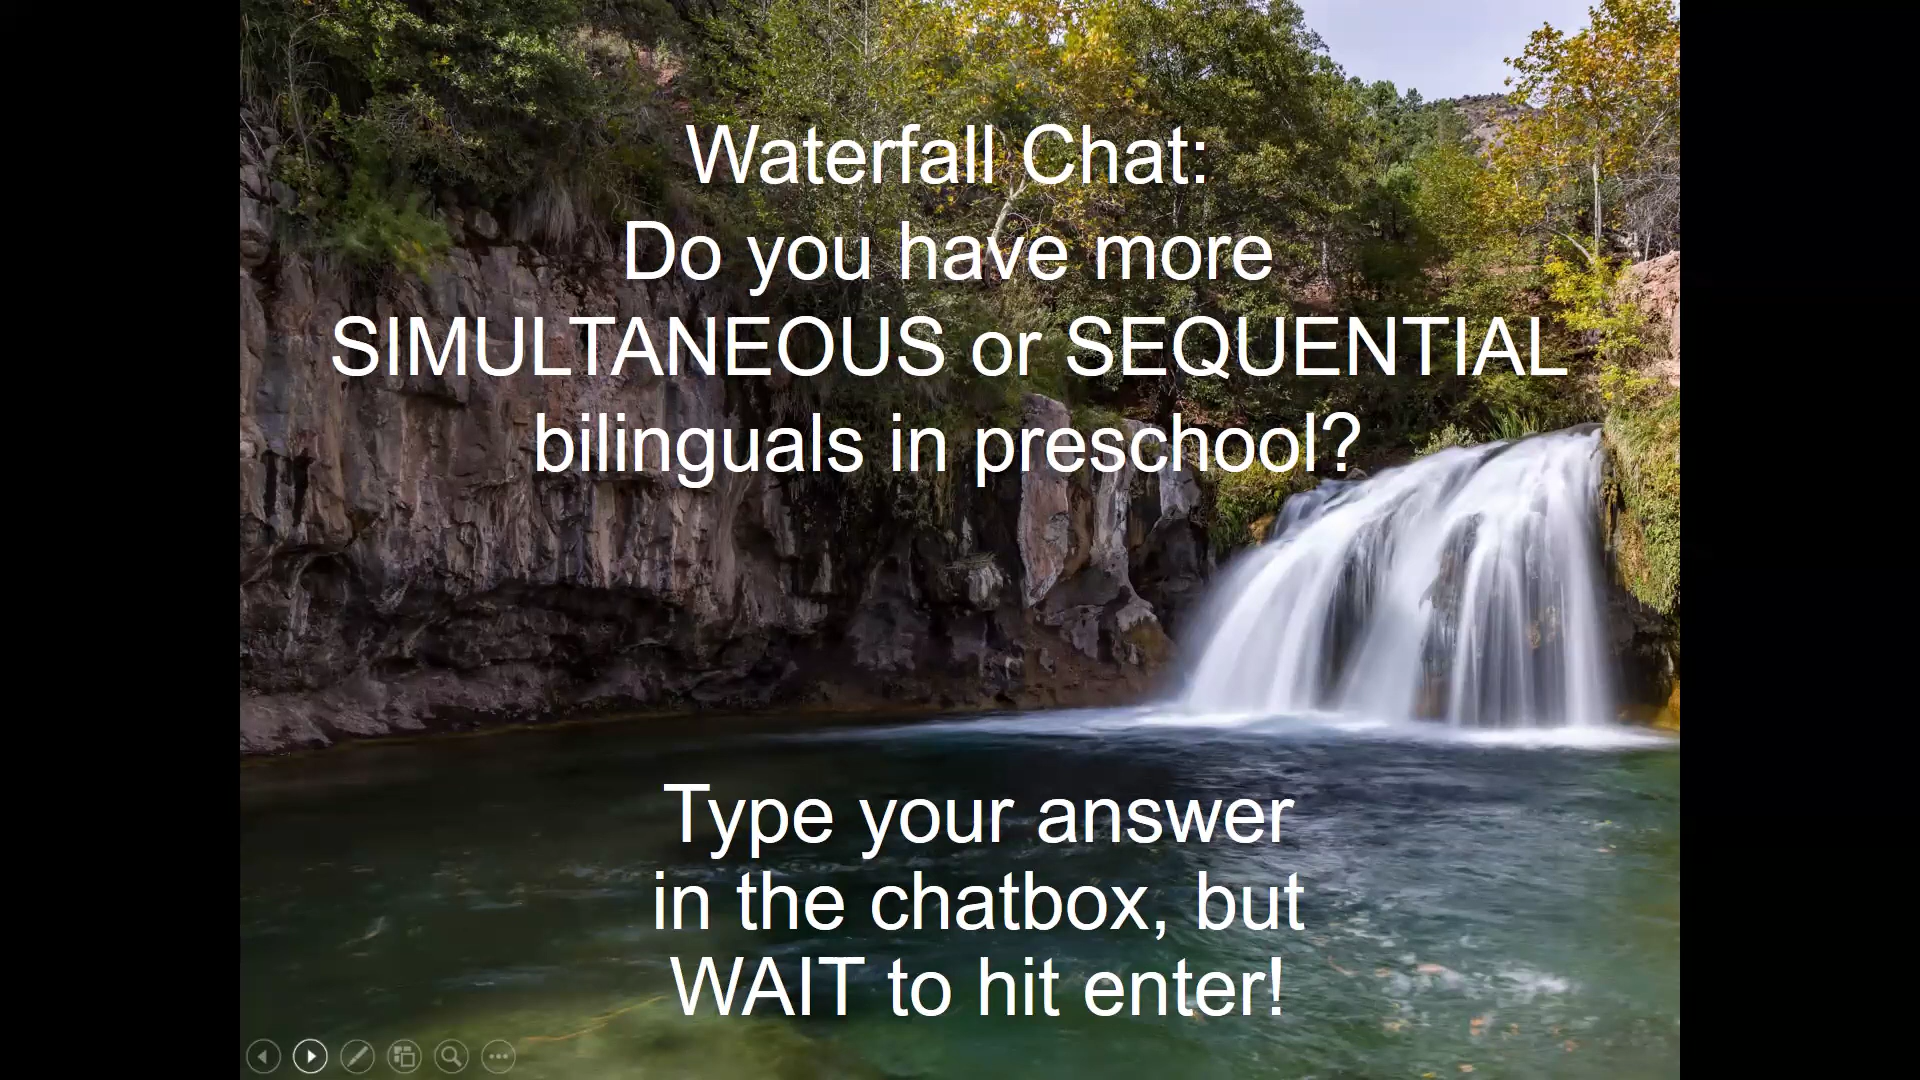 Waterfall Chat:
Do you have more
SIMULTANEOUS or SEQUENTIAL
bilinguals in preschool?
Type your answer
in the chatbox, but
WAIT to hit enter!